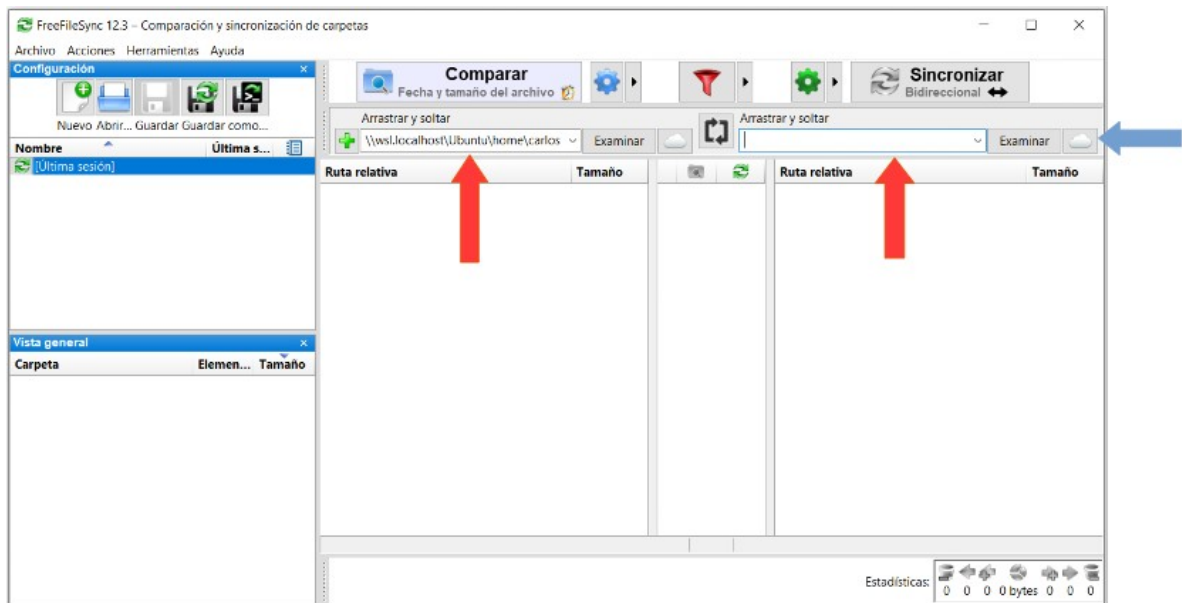 FreeFileSync 12.3 – Comparación y sincronización de carpetas
Archivo Acciones Herramientas Ayuda
Configuración
Nuevo Abrir... Guardar Guardar como...
Nombre Última s...
[Última sesión]
Vista general
Carpeta Elemen... Tamaño
Comparar
Fecha y tamaño del archivo
Sincronizar
Bidireccional
Arrastrar y soltar
\\wsl.localhost\Ubuntu\home\carlos Examinar
Arrastrar y soltar
Examinar
Ruta relativa Tamaño
Ruta relativa Tamaño
Estadísticas:
0 0 0 0 bytes 0 0 0